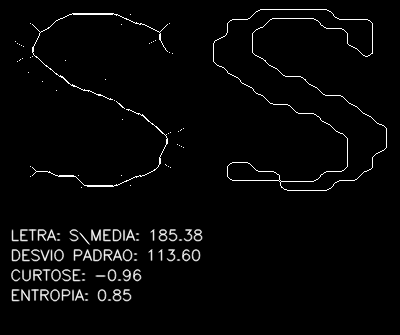 S S
LETRA: S\MEDIA: 185.38
DESVIO PADRAO: 113.60
CURTOSE: -0.96
ENTROPIA: 0.85